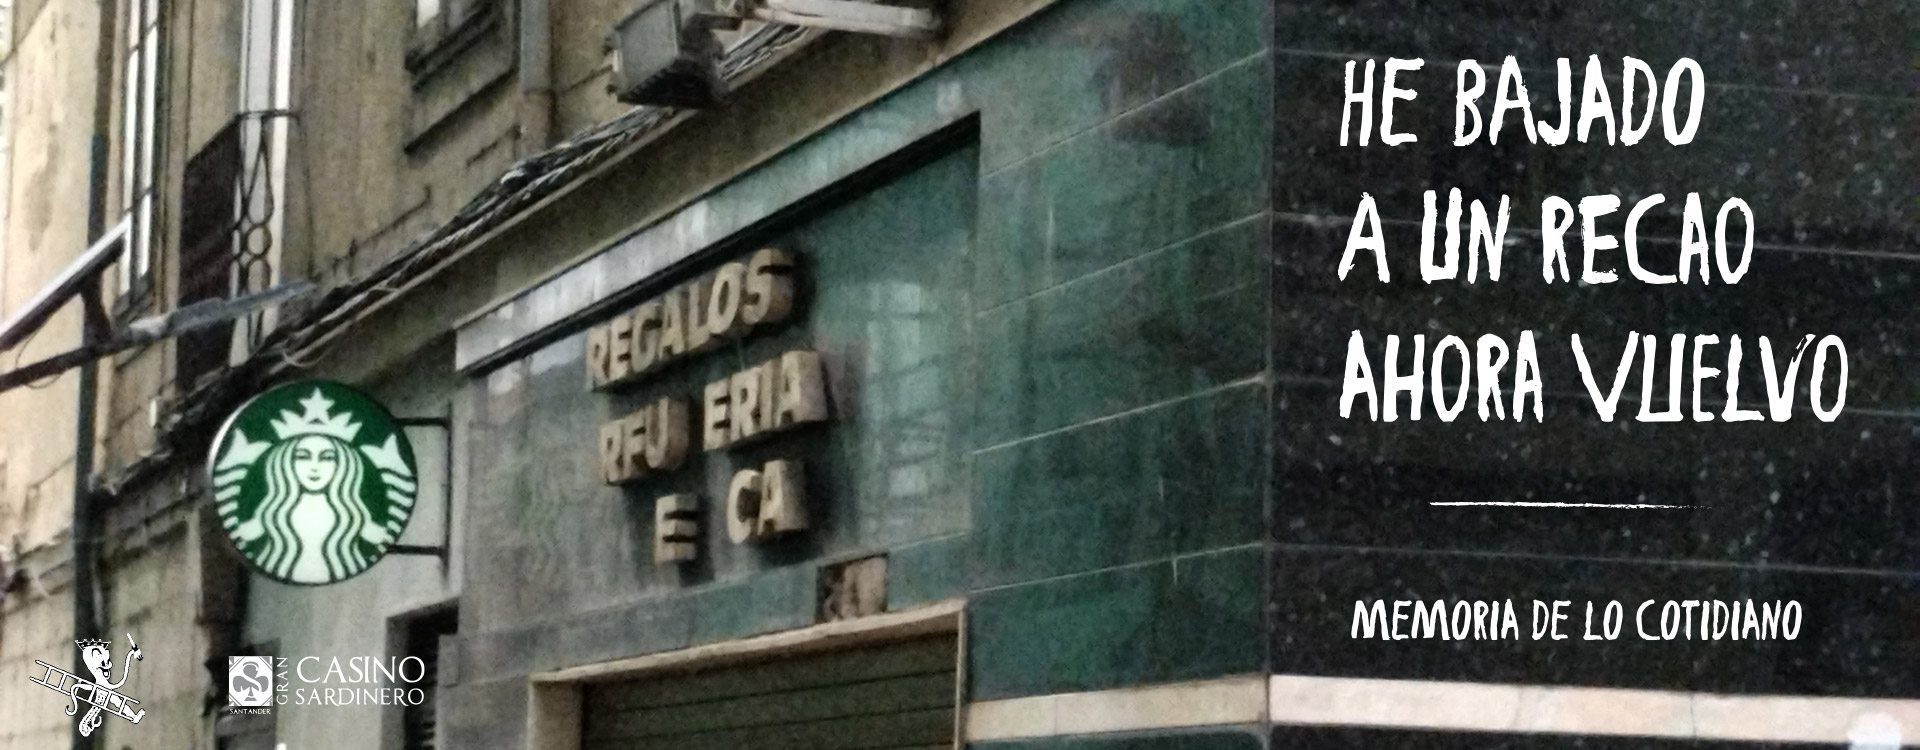 HE BAJADO
A UN RECAO
AHORA VUELVO
MEMORIA DE LO COTIDIANO
REGALOS
RFU ERIA
E CA
GRAN
CASINO
SARDINERO
SANTANDER